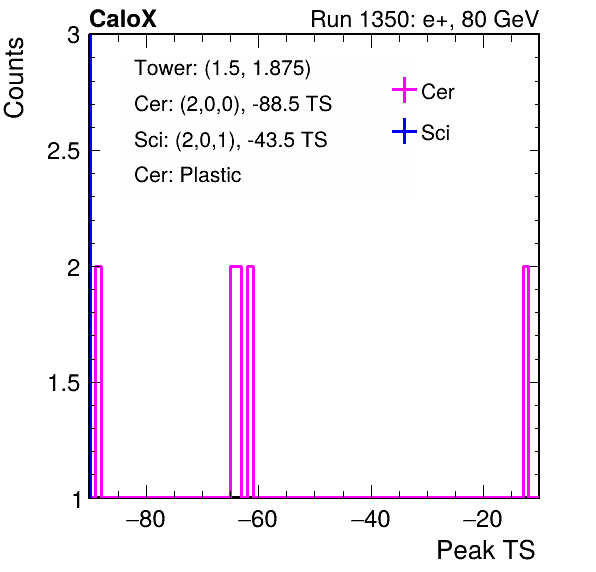 CaloX Run 1350: e+, 80 GeV
Counts
3
2.5
2
1.5
1
Tower: (1.5, 1.875)
Cer: (2,0,0), -88.5 TS
Sci: (2,0,1), -43.5 TS
Cer: Plastic
Cer
Sci
−80 −60 −40 −20
Peak TS